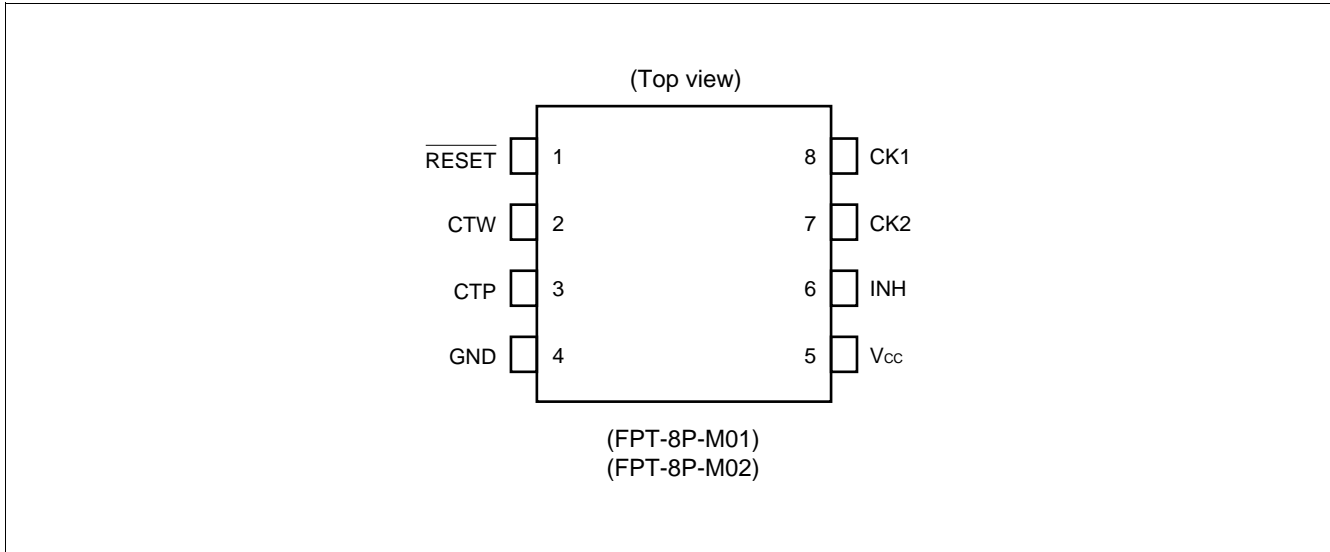 (Top view)
RESET 1 8 CK1
CTW 2 7 CK2
CTP 3 6 INH
GND 4 5 Vcc
(FPT-8P-M01)
(FPT-8P-M02)